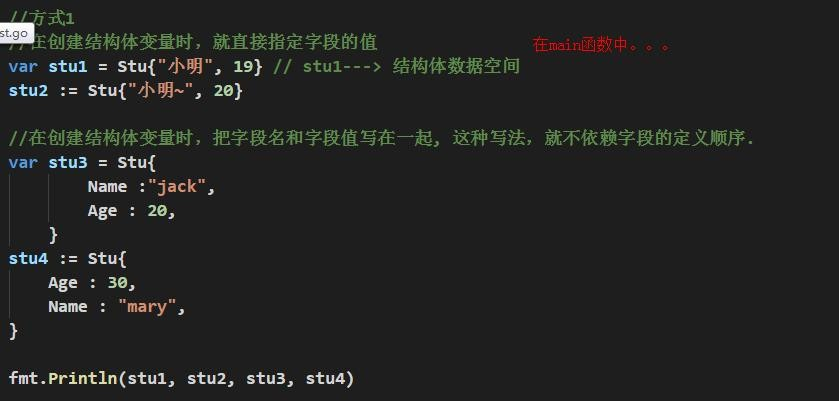 //方式1
st.go
//在创建结构体变量时，就直接指定字段的值
在main函数中。。。
var stu1 = Stu{"小明", 19} // stu1---> 结构体数据空间
stu2 := Stu{"小明~", 20}
//在创建结构体变量时，把字段名和字段值写在一起, 这种写法，就不依赖字段的定义顺序.
var stu3 = Stu{
Name :"jack",
Age : 20,
}
stu4 := Stu{
Age : 30,
Name : "mary",
}
fmt.Println(stu1, stu2, stu3, stu4)